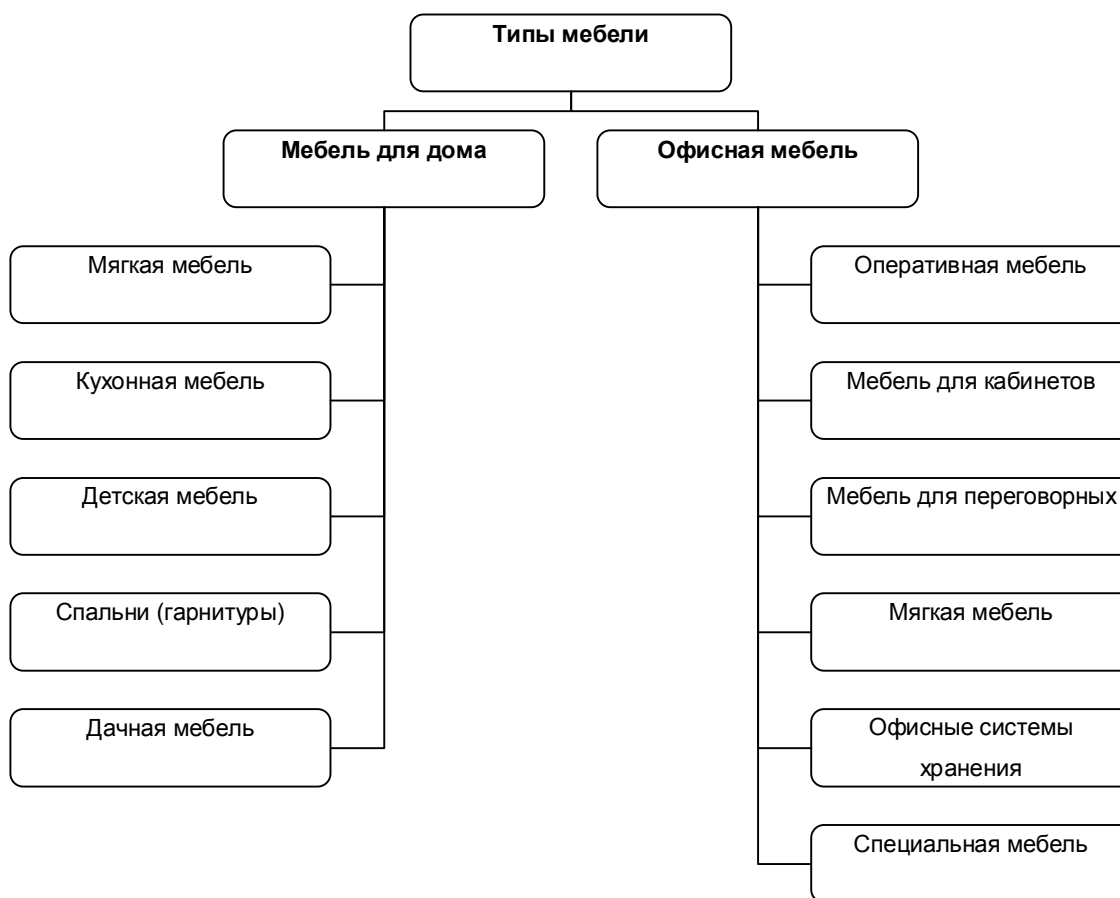 Типы мебели
Мебель для дома
Офисная мебель
Мягкая мебель
Кухонная мебель
Детская мебель
Спальни (гарнитуры)
Дачная мебель
Оперативная мебель
Мебель для кабинетов
Мебель для переговорных
Мягкая мебель
Офисные системы
хранения
Специальная мебель